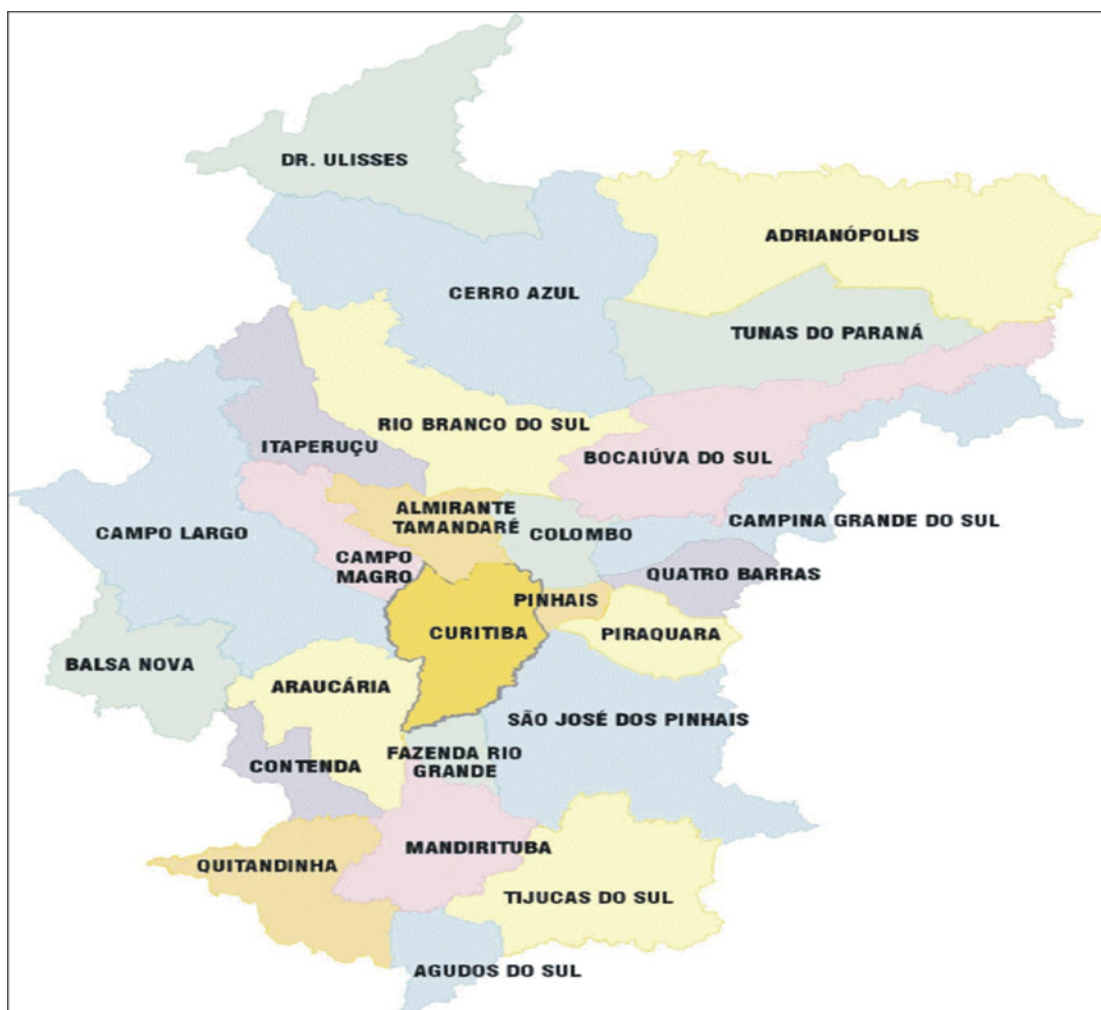 DR. ULISSES
ADRIANÓPOLIS
CERRO AZUL
TUNAS DO PARANÁ
RIO BRANCO DO SUL
ITAPERUÇU
BOCAIÚVA DO SUL
ALMIRANTE
TAMANDARÉ
CAMPO LARGO
COLOMBO
CAMPINA GRANDE DO SUL
CAMPO
MAGRO
QUATRO BARRAS
PINHAIS
CURITIBA
PIRAQUARA
BALSA NOVA
ARAUCÁRIA
SÃO JOSÉ DOS PINHAIS
FAZENDA RIO
GRANDE
CONTENDA
MANDIRITUBA
QUITANDINHA
TIJUCAS DO SUL
AGUDOS DO SUL